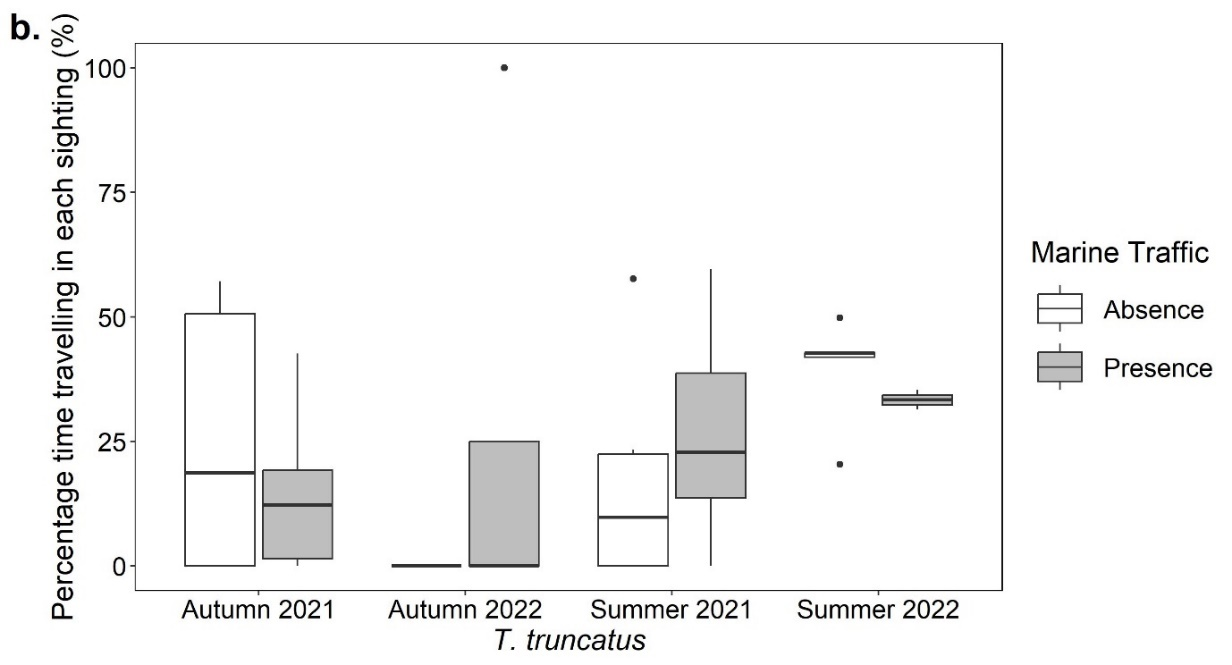 b.
Percentage time travelling in each sighting (%)
100
75
50
25
0
Autumn 2021 Autumn 2022 Summer 2021 Summer 2022
T. truncatus
Marine Traffic
Absence
Presence